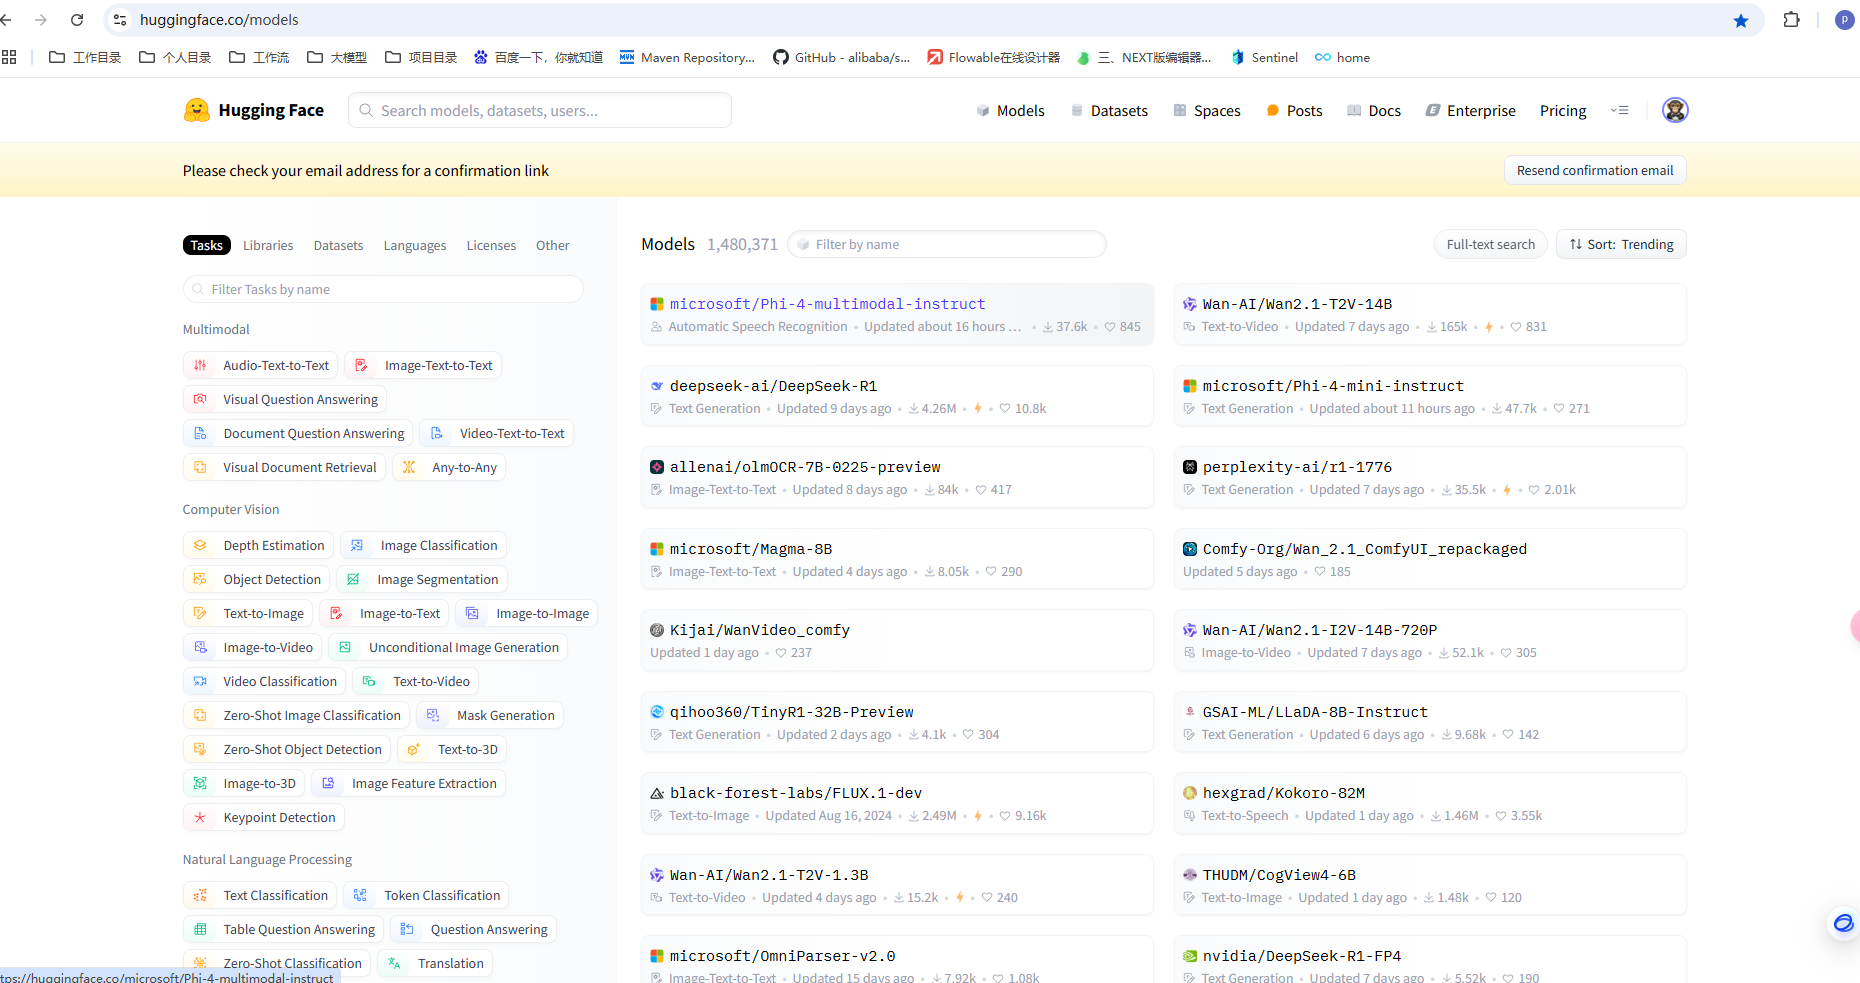 huggingface.co/models
工作目录 个人目录 工作流 大模型 项目目录 百度一下，你就知道 Maven Repository... GitHub - alibaba/s... Flowable在线设计器 三、NEXT版编辑器... Sentinel home
Hugging Face Search models, datasets, users... Models Datasets Spaces Posts Docs Enterprise Pricing
Please check your email address for a confirmation link Resend confirmation email
Tasks Libraries Datasets Languages Licenses Other
Filter Tasks by name
Multimodal
Audio-Text-to-Text Image-Text-to-Text
Visual Question Answering
Document Question Answering Video-Text-to-Text
Visual Document Retrieval Any-to-Any
Computer Vision
Depth Estimation Image Classification
Object Detection Image Segmentation
Text-to-Image Image-to-Text Image-to-Image
Image-to-Video Unconditional Image Generation
Video Classification Text-to-Video
Zero-Shot Image Classification Mask Generation
Zero-Shot Object Detection Text-to-3D
Image-to-3D Image Feature Extraction
Keypoint Detection
Natural Language Processing
Text Classification Token Classification
Table Question Answering Question Answering
Zero-Shot Classification Translation
tps://huggingface.co/microsoft/Phi-4-multimodal-instruct
Models 1,480,371 Filter by name Full-text search Sort: Trending
microsoft/Phi-4-multimodal-instruct
Automatic Speech Recognition • Updated about 16 hours ... • 37.6k • 845
Wan-AI/Wan2.1-T2V-14B
Text-to-Video • Updated 7 days ago • 165k • 831
deepseek-ai/DeepSeek-R1
Text Generation • Updated 9 days ago • 4.26M • 10.8k
microsoft/Phi-4-mini-instruct
Text Generation • Updated about 11 hours ago • 47.7k • 271
allenai/olmOCR-7B-0225-preview
Image-Text-to-Text • Updated 8 days ago • 84k • 417
perplexity-ai/r1-1776
Text Generation • Updated 7 days ago • 35.5k • 2.01k
microsoft/Magma-8B
Image-Text-to-Text • Updated 4 days ago • 8.05k • 290
Comfy-Org/Wan_2.1_ComfyUI_repackaged
Updated 5 days ago • 185
Kijai/WanVideo_comfy
Updated 1 day ago • 237
Wan-AI/Wan2.1-I2V-14B-720P
Image-to-Video • Updated 7 days ago • 52.1k • 305
qihoo360/TinyR1-32B-Preview
Text Generation • Updated 2 days ago • 4.1k • 304
GSAI-ML/LLaDA-8B-Instruct
Text Generation • Updated 6 days ago • 9.68k • 142
black-forest-labs/FLUX.1-dev
Text-to-Image • Updated Aug 16, 2024 • 2.49M • 9.16k
hexgrad/Kokoro-82M
Text-to-Speech • Updated 1 day ago • 1.46M • 3.55k
Wan-AI/Wan2.1-T2V-1.3B
Text-to-Video • Updated 4 days ago • 15.2k • 240
THUDM/CogView4-6B
Text-to-Image • Updated 1 day ago • 1.48k • 120
microsoft/OmniParser-v2.0
Image-Text-to-Text • Updated 15 days ago • 7.92k • 1.08k
nvidia/DeepSeek-R1-FP4
Text Generation • Updated 7 days ago • 5.52k • 190